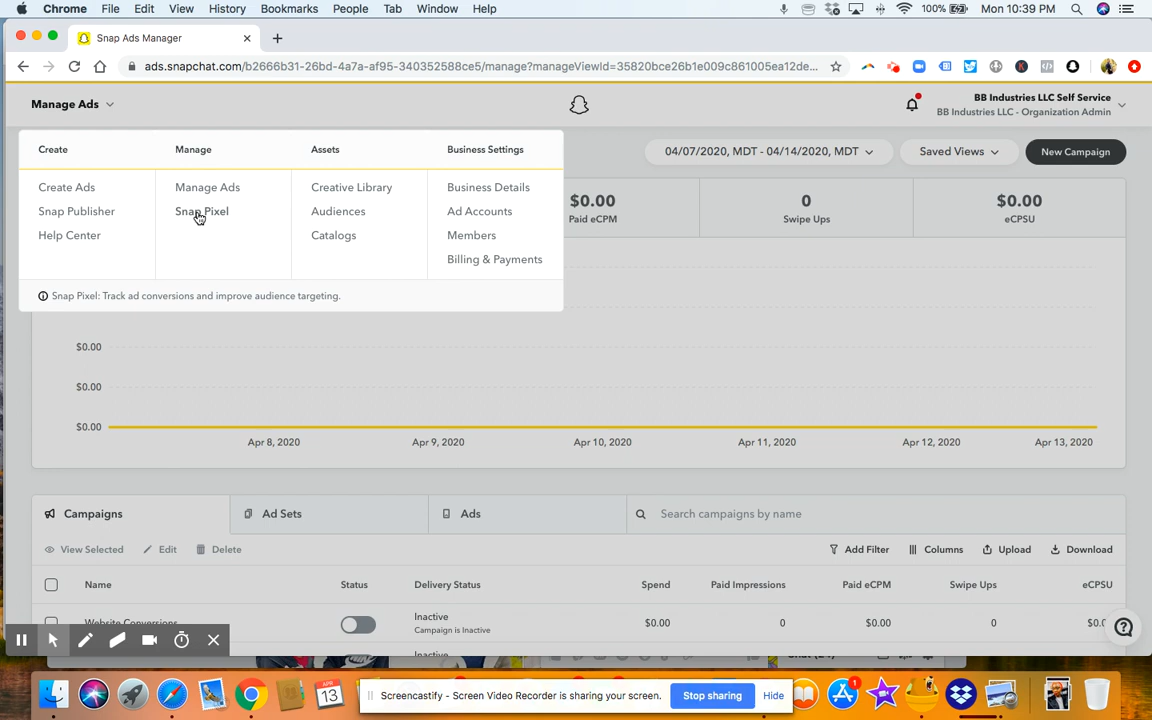 Chrome File Edit View History Bookmarks People Tab Window Help 100% Mon 10:39 PM
Snap Ads Manager
ads.snapchat.com/b2666b31-26bd-4a7a-af95-340352588ce5/manage?manageViewId=35820bce26b1e009c861005ea12de...
Manage Ads
BB Industries LLC Self Service
BB Industries LLC - Organization Admin
Create Manage Assets Business Settings
04/07/2020, MDT - 04/14/2020, MDT Saved Views New Campaign
Create Ads Manage Ads Creative Library Business Details
Snap Publisher Snap Pixel Audiences Ad Accounts
Help Center Catalogs Members
Billing & Payments
Snap Pixel: Track ad conversions and improve audience targeting.
$0.00 0 $0.00
Paid eCPM Swipe Ups eCPSU
$0.00
$0.00
$0.00
Apr 8, 2020 Apr 9, 2020 Apr 10, 2020 Apr 11, 2020 Apr 12, 2020 Apr 13, 2020
Campaigns Ad Sets Ads Search campaigns by name
View Selected Edit Delete Add Filter Columns Upload Download
Name Status Delivery Status Spend Paid Impressions Paid eCPM Swipe Ups eCPSU
Website Conversions Inactive $0.00 0 $0.00 0
Campaign is Inactive
Inactive
APR
13
Screencastify - Screen Video Recorder is sharing your screen. Stop sharing Hide
1